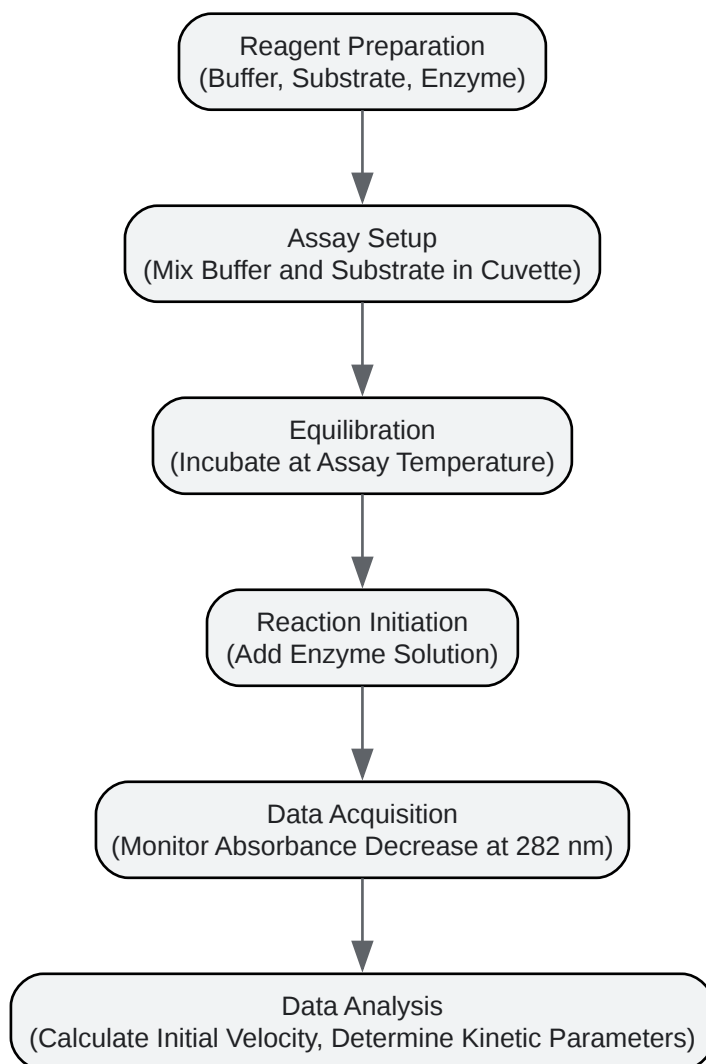 Reagent Preparation
(Buffer, Substrate, Enzyme)
Assay Setup
(Mix Buffer and Substrate in Cuvette)
Equilibration
(Incubate at Assay Temperature)
Reaction Initiation
(Add Enzyme Solution)
Data Acquisition
(Monitor Absorbance Decrease at 282 nm)
Data Analysis
(Calculate Initial Velocity, Determine Kinetic Parameters)